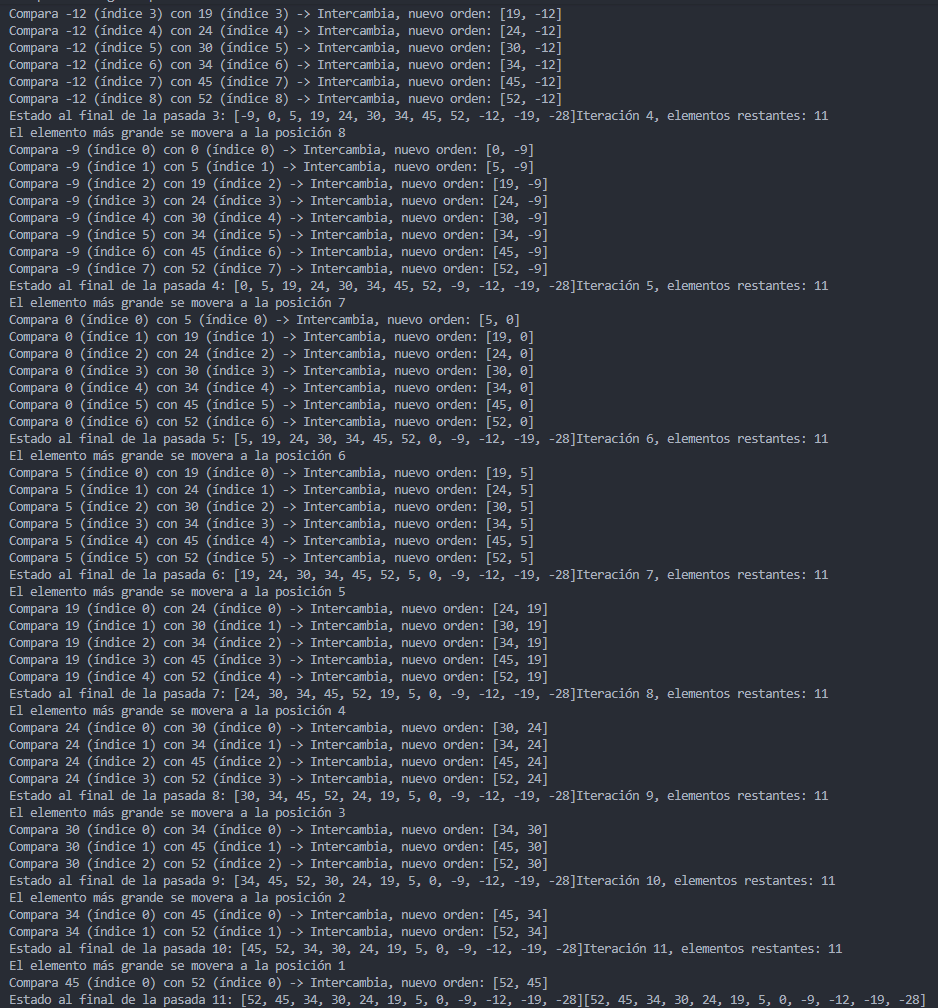 Compara -12 (índice 3) con 19 (índice 3) -> Intercambia, nuevo orden: [19, -12]
Compara -12 (índice 4) con 24 (índice 4) -> Intercambia, nuevo orden: [24, -12]
Compara -12 (índice 5) con 30 (índice 5) -> Intercambia, nuevo orden: [30, -12]
Compara -12 (índice 6) con 34 (índice 6) -> Intercambia, nuevo orden: [34, -12]
Compara -12 (índice 7) con 45 (índice 7) -> Intercambia, nuevo orden: [45, -12]
Compara -12 (índice 8) con 52 (índice 8) -> Intercambia, nuevo orden: [52, -12]
Estado al final de la pasada 3: [-9, 0, 5, 19, 24, 30, 34, 45, 52, -12, -19, -28]Iteración 4, elementos restantes: 11
El elemento más grande se movera a la posición 8
Compara -9 (índice 0) con 0 (índice 0) -> Intercambia, nuevo orden: [0, -9]
Compara -9 (índice 1) con 5 (índice 1) -> Intercambia, nuevo orden: [5, -9]
Compara -9 (índice 2) con 19 (índice 2) -> Intercambia, nuevo orden: [19, -9]
Compara -9 (índice 3) con 24 (índice 3) -> Intercambia, nuevo orden: [24, -9]
Compara -9 (índice 4) con 30 (índice 4) -> Intercambia, nuevo orden: [30, -9]
Compara -9 (índice 5) con 34 (índice 5) -> Intercambia, nuevo orden: [34, -9]
Compara -9 (índice 6) con 45 (índice 6) -> Intercambia, nuevo orden: [45, -9]
Compara -9 (índice 7) con 52 (índice 7) -> Intercambia, nuevo orden: [52, -9]
Estado al final de la pasada 4: [0, 5, 19, 24, 30, 34, 45, 52, -9, -12, -19, -28]Iteración 5, elementos restantes: 11
El elemento más grande se movera a la posición 7
Compara 0 (índice 0) con 5 (índice 0) -> Intercambia, nuevo orden: [5, 0]
Compara 0 (índice 1) con 19 (índice 1) -> Intercambia, nuevo orden: [19, 0]
Compara 0 (índice 2) con 24 (índice 2) -> Intercambia, nuevo orden: [24, 0]
Compara 0 (índice 3) con 30 (índice 3) -> Intercambia, nuevo orden: [30, 0]
Compara 0 (índice 4) con 34 (índice 4) -> Intercambia, nuevo orden: [34, 0]
Compara 0 (índice 5) con 45 (índice 5) -> Intercambia, nuevo orden: [45, 0]
Compara 0 (índice 6) con 52 (índice 6) -> Intercambia, nuevo orden: [52, 0]
Estado al final de la pasada 5: [5, 19, 24, 30, 34, 45, 52, 0, -9, -12, -19, -28]Iteración 6, elementos restantes: 11
El elemento más grande se movera a la posición 6
Compara 5 (índice 0) con 19 (índice 0) -> Intercambia, nuevo orden: [19, 5]
Compara 5 (índice 1) con 24 (índice 1) -> Intercambia, nuevo orden: [24, 5]
Compara 5 (índice 2) con 30 (índice 2) -> Intercambia, nuevo orden: [30, 5]
Compara 5 (índice 3) con 34 (índice 3) -> Intercambia, nuevo orden: [34, 5]
Compara 5 (índice 4) con 45 (índice 4) -> Intercambia, nuevo orden: [45, 5]
Compara 5 (índice 5) con 52 (índice 5) -> Intercambia, nuevo orden: [52, 5]
Estado al final de la pasada 6: [19, 24, 30, 34, 45, 52, 5, 0, -9, -12, -19, -28]Iteración 7, elementos restantes: 11
El elemento más grande se movera a la posición 5
Compara 19 (índice 0) con 24 (índice 0) -> Intercambia, nuevo orden: [24, 19]
Compara 19 (índice 1) con 30 (índice 1) -> Intercambia, nuevo orden: [30, 19]
Compara 19 (índice 2) con 34 (índice 2) -> Intercambia, nuevo orden: [34, 19]
Compara 19 (índice 3) con 45 (índice 3) -> Intercambia, nuevo orden: [45, 19]
Compara 19 (índice 4) con 52 (índice 4) -> Intercambia, nuevo orden: [52, 19]
Estado al final de la pasada 7: [24, 30, 34, 45, 52, 19, 5, 0, -9, -12, -19, -28]Iteración 8, elementos restantes: 11
El elemento más grande se movera a la posición 4
Compara 24 (índice 0) con 30 (índice 0) -> Intercambia, nuevo orden: [30, 24]
Compara 24 (índice 1) con 34 (índice 1) -> Intercambia, nuevo orden: [34, 24]
Compara 24 (índice 2) con 45 (índice 2) -> Intercambia, nuevo orden: [45, 24]
Compara 24 (índice 3) con 52 (índice 3) -> Intercambia, nuevo orden: [52, 24]
Estado al final de la pasada 8: [30, 34, 45, 52, 24, 19, 5, 0, -9, -12, -19, -28]Iteración 9, elementos restantes: 11
El elemento más grande se movera a la posición 3
Compara 30 (índice 0) con 34 (índice 0) -> Intercambia, nuevo orden: [34, 30]
Compara 30 (índice 1) con 45 (índice 1) -> Intercambia, nuevo orden: [45, 30]
Compara 30 (índice 2) con 52 (índice 2) -> Intercambia, nuevo orden: [52, 30]
Estado al final de la pasada 9: [34, 45, 52, 30, 24, 19, 5, 0, -9, -12, -19, -28]Iteración 10, elementos restantes: 11
El elemento más grande se movera a la posición 2
Compara 34 (índice 0) con 45 (índice 0) -> Intercambia, nuevo orden: [45, 34]
Compara 34 (índice 1) con 52 (índice 1) -> Intercambia, nuevo orden: [52, 34]
Estado al final de la pasada 10: [45, 52, 34, 30, 24, 19, 5, 0, -9, -12, -19, -28]Iteración 11, elementos restantes: 11
El elemento más grande se movera a la posición 1
Compara 45 (índice 0) con 52 (índice 0) -> Intercambia, nuevo orden: [52, 45]
Estado al final de la pasada 11: [52, 45, 34, 30, 24, 19, 5, 0, -9, -12, -19, -28][52, 45, 34, 30, 24, 19, 5, 0, -9, -12, -19, -28]